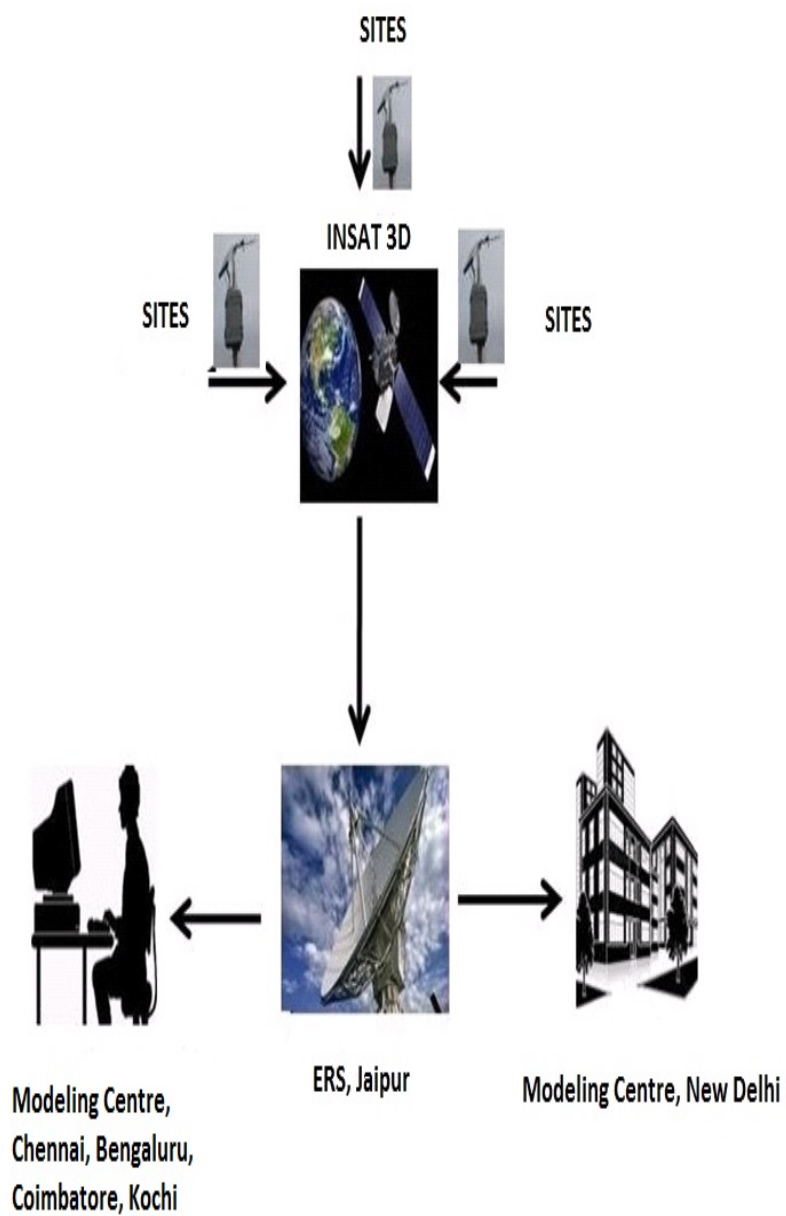 SITES
INSAT 3D
SITES
SITES
ERS, Jaipur
Modeling Centre, New Delhi
Modeling Centre,
Chennai, Bengaluru,
Coimbatore, Kochi